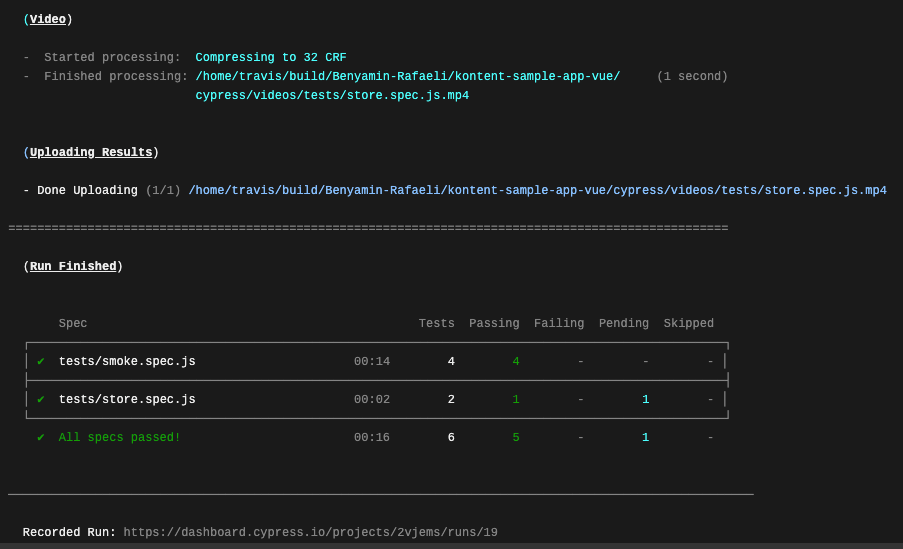 (Video)
- Started processing: Compressing to 32 CRF
- Finished processing: /home/travis/build/Benyamin-Rafaeli/kontent-sample-app-vue/ (1 second)
cypress/videos/tests/store.spec.js.mp4
(Uploading Results)
- Done Uploading (1/1) /home/travis/build/Benyamin-Rafaeli/kontent-sample-app-vue/cypress/videos/tests/store.spec.js.mp4
====================================================================================================
(Run Finished)
Spec Tests Passing Failing Pending Skipped
✔ tests/smoke.spec.js 00:14 4 4 - - -
✔ tests/store.spec.js 00:02 2 1 - 1 -
✔ All specs passed! 00:16 6 5 - 1 -
Recorded Run: https://dashboard.cypress.io/projects/2vjems/runs/19